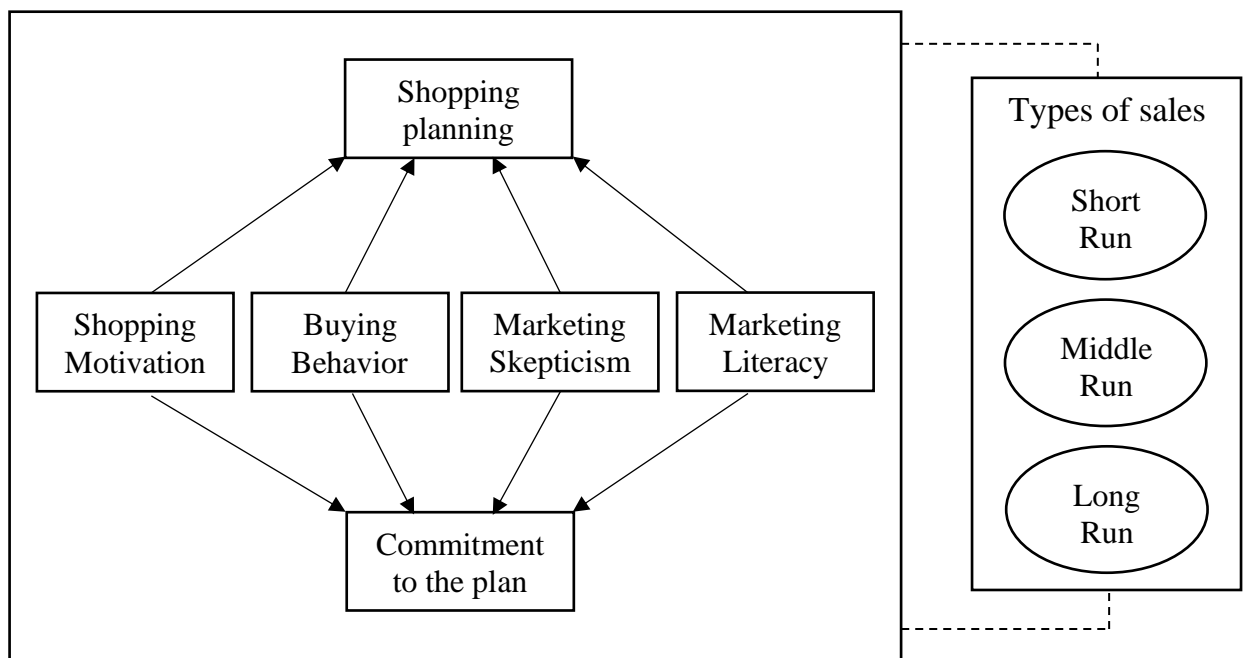 Shopping
planning
Shopping
Motivation
Buying
Behavior
Marketing
Skepticism
Marketing
Literacy
Commitment
to the plan
Types of sales
Short
Run
Middle
Run
Long
Run